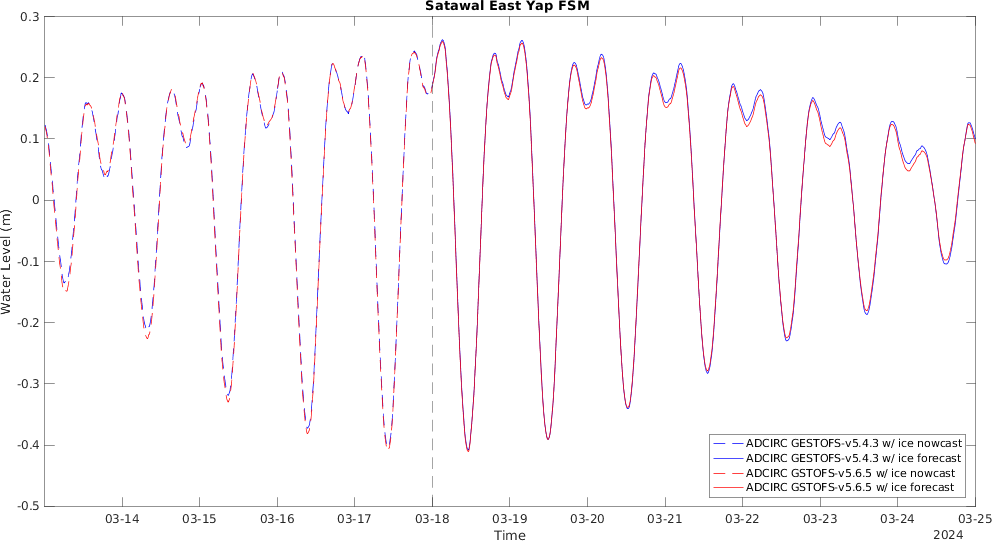 Satawal East Yap FSM
0.3
0.2
0.1
0
-0.1
-0.2
-0.3
-0.4
-0.5
Water Level (m)
ADCIRC GESTOFS-v5.4.3 w/ ice nowcast
ADCIRC GESTOFS-v5.4.3 w/ ice forecast
ADCIRC GSTOFS-v5.6.5 w/ ice nowcast
ADCIRC GSTOFS-v5.6.5 w/ ice forecast
03-14 03-15 03-16 03-17 03-18 03-19 03-20 03-21 03-22 03-23 03-24 03-25
Time
2024